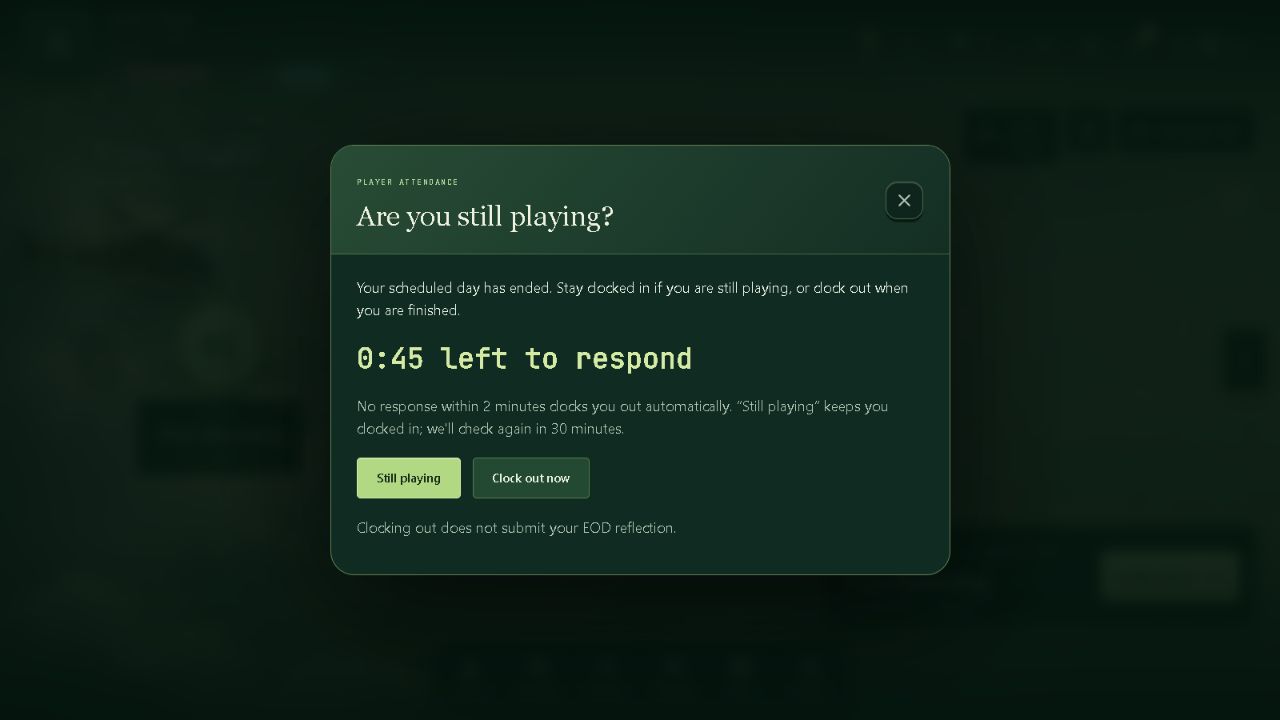 PLAYER ATTENDANCE
Are you still playing?
Your scheduled day has ended. Stay clocked in if you are still playing, or clock out when
you are finished.
0:45 left to respond
No response within 2 minutes clocks you out automatically. “Still playing” keeps you
clocked in; we'll check again in 30 minutes.
Still playing
Clock out now
Clocking out does not submit your EOD reflection.